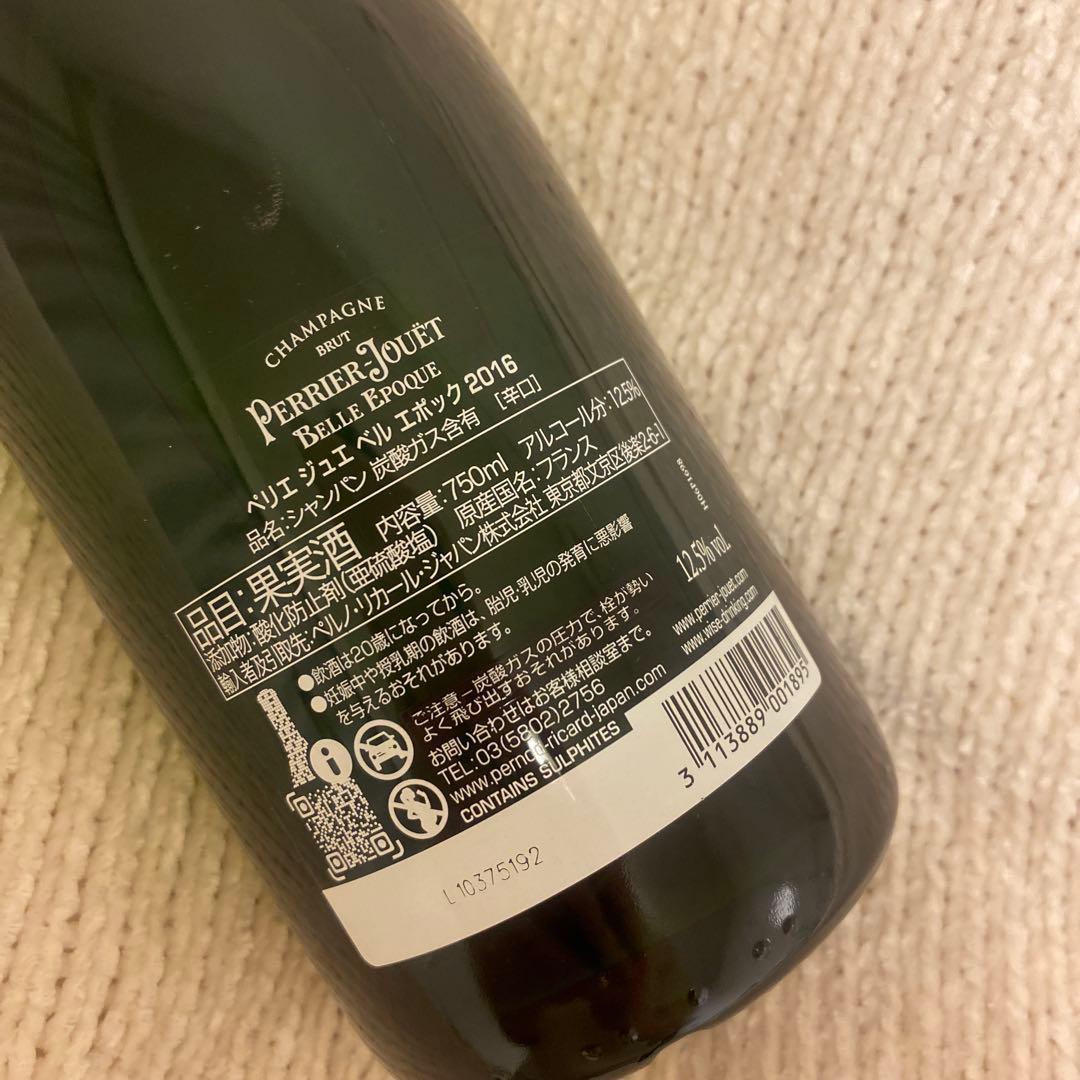 CHAMPAGNE
BRUT
PERRIER-JOUËT
BELLE EPOQUE
ペリエ ジュエ ベル エポック 2016
品名:シャンパン 炭酸ガス含有 [辛口]
品目:果実酒 内容量:750ml アルコール分:12.5%
添加物:酸化防止剤(亜硫酸塩) 原産国名:フランス
輸入者及引取先:ペルノ・リカール・ジャパン株式会社 東京都文京区後楽2-6-1
●飲酒は20歳になってから。
●妊娠中や授乳期の飲酒は、胎児・乳児の発育に悪影響
を与えるおそれがあります。
ご注意－炭酸ガスの圧力で、栓が勢い
よく飛び出すおそれがあります。
お問い合わせはお客様相談室まで。
TEL:03(5802)2756
www.pernod-ricard-japan.com
CONTAINS SULPHITES
H06P1698
12.5% vol.
www.perrier-jouet.com
www.wise-drinking.com
3 113889 001895
L10375192